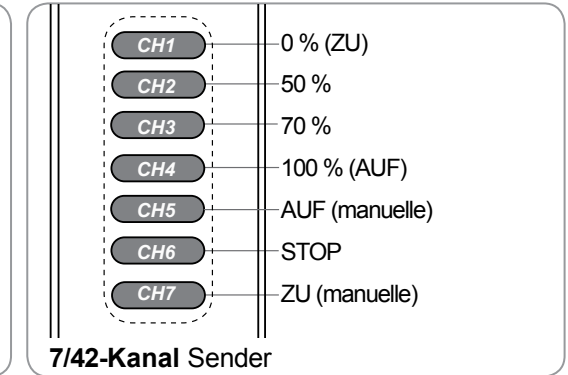 CH1 0 % (ZU)
CH2 50 %
CH3 70 %
CH4 100 % (AUF)
CH5 AUF (manuelle)
CH6 STOP
CH7 ZU (manuelle)
7/42-Kanal Sender